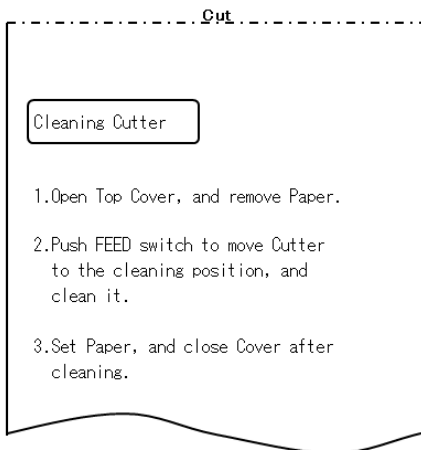 Cut
Cleaning Cutter
1.Open Top Cover, and remove Paper.
2.Push FEED switch to move Cutter
to the cleaning position, and
clean it.
3.Set Paper, and close Cover after
cleaning.